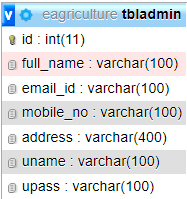 v eagriculture tbladmin
id : int(11)
full_name : varchar(100)
email_id : varchar(100)
mobile_no : varchar(100)
address : varchar(400)
uname : varchar(100)
upass : varchar(100)